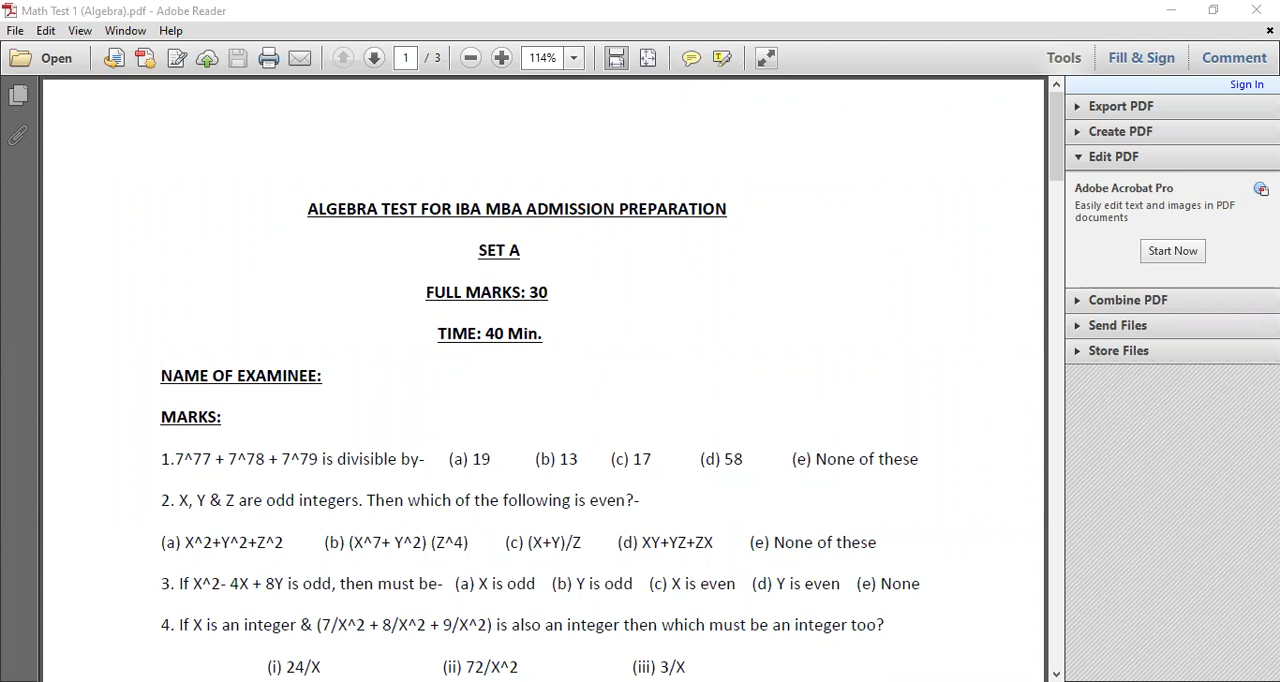 Math Test 1 (Algebra).pdf - Adobe Reader
File Edit View Window Help
Open 1 / 3 114% Tools Fill & Sign Comment
Sign In
Export PDF
Create PDF
Edit PDF
Adobe Acrobat Pro
Easily edit text and images in PDF
documents
Start Now
Combine PDF
Send Files
Store Files
ALGEBRA TEST FOR IBA MBA ADMISSION PREPARATION
SET A
FULL MARKS: 30
TIME: 40 Min.
NAME OF EXAMINEE:
MARKS:
1.7^77 + 7^78 + 7^79 is divisible by- (a) 19 (b) 13 (c) 17 (d) 58 (e) None of these
2. X, Y & Z are odd integers. Then which of the following is even?-
(a) X^2+Y^2+Z^2 (b) (X^7+ Y^2) (Z^4) (c) (X+Y)/Z (d) XY+YZ+ZX (e) None of these
3. If X^2- 4X + 8Y is odd, then must be- (a) X is odd (b) Y is odd (c) X is even (d) Y is even (e) None
4. If X is an integer & (7/X^2 + 8/X^2 + 9/X^2) is also an integer then which must be an integer too?
(i) 24/X (ii) 72/X^2 (iii) 3/X